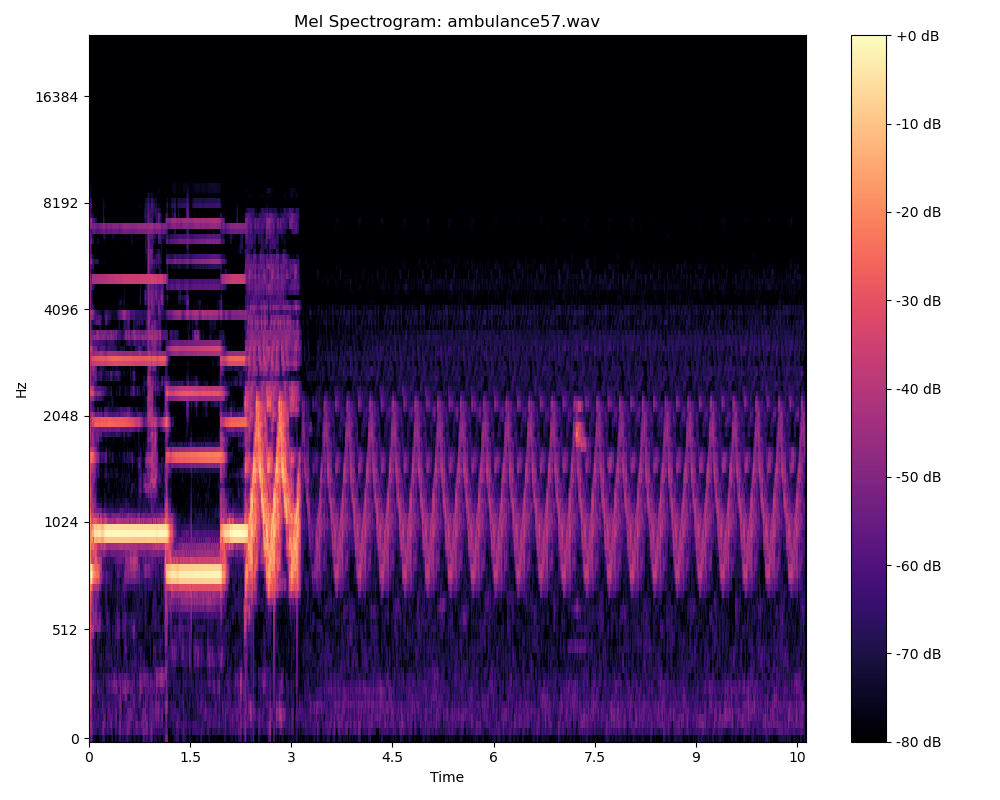 Mel Spectrogram: ambulance57.wav
+0 dB
16384
-10 dB
8192
-20 dB
4096
-30 dB
Hz
2048
-40 dB
-50 dB
1024
-60 dB
512
-70 dB
0
-80 dB
0 1.5 3 4.5 6 7.5 9 10
Time